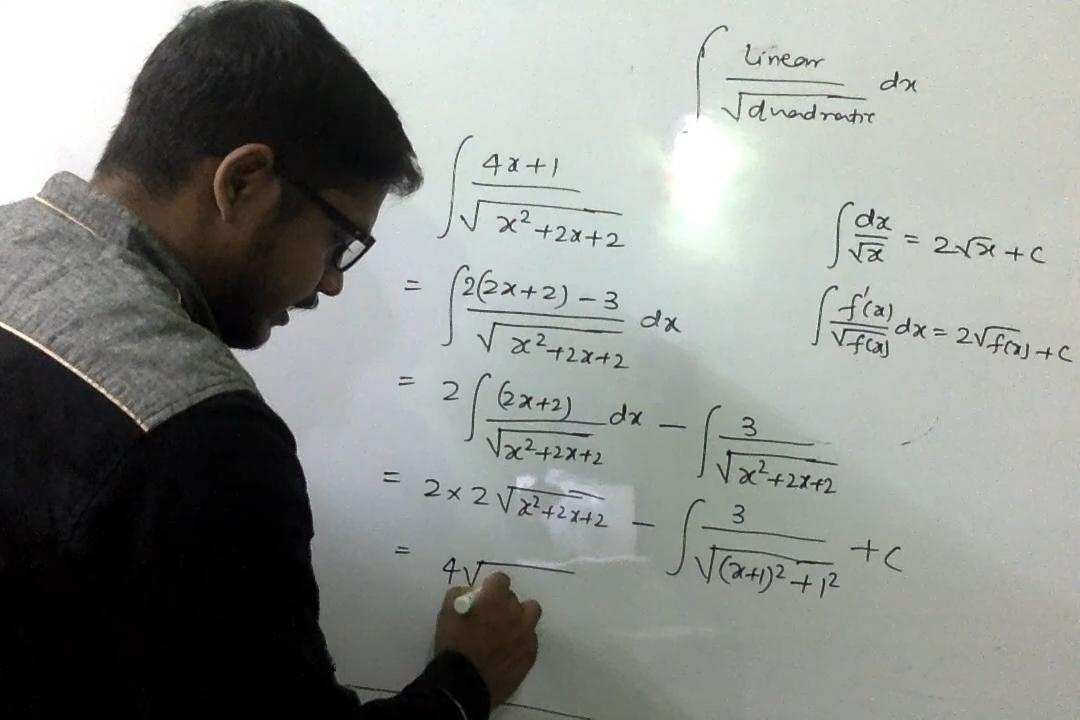 ∫ Linear / √Quadratic dx
∫ 4x+1 / √x²+2x+2
= ∫ 2(2x+2) – 3 / √x²+2x+2 dx
= 2 ∫ (2x+2) / √x²+2x+2 dx – ∫ 3 / √x²+2x+2
= 2 × 2 √x²+2x+2 – ∫ 3 / √(x+1)²+1² + C
= 4√
∫ dx / √x = 2√x + C
∫ f'(x) / √f(x) dx = 2√f(x) + C